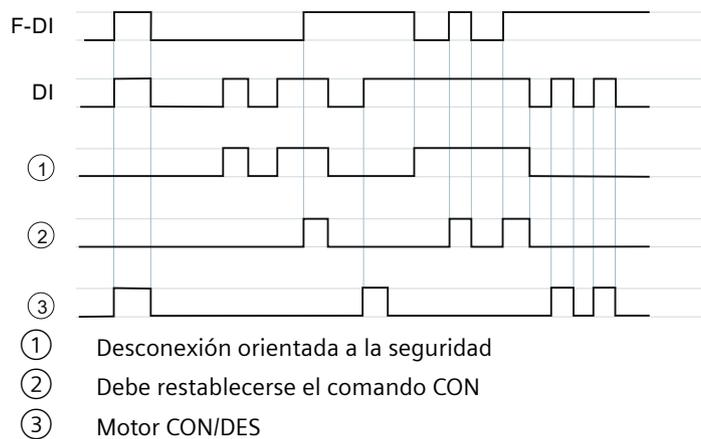 F-DI
DI
1
2
3
1 Desconexión orientada a la seguridad
2 Debe restablecerse el comando CON
3 Motor CON/DES